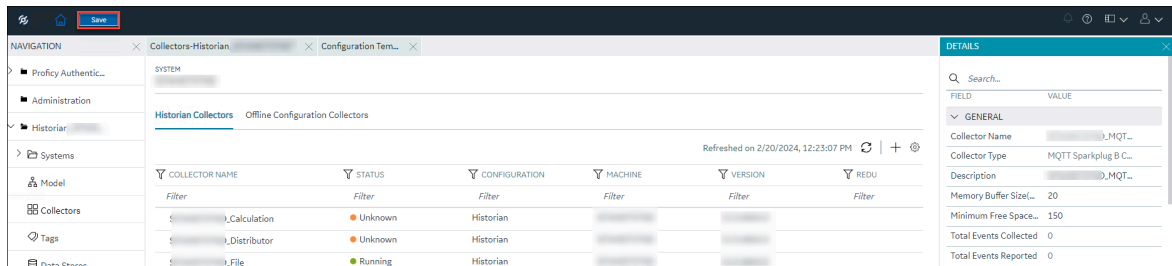 Save
NAVIGATION
Collectors-Historian
Configuration Tem...
DETAILS
Proficy Authentic...
Administration
Historian
Systems
Model
Collectors
Tags
Data Stores
SYSTEM
Historian Collectors
Offline Configuration Collectors
Refreshed on 2/20/2024, 12:23:07 PM
COLLECTOR NAME STATUS CONFIGURATION MACHINE VERSION REDU
Filter Filter Filter Filter Filter Filter
_Calculation Unknown Historian
_Distributor Unknown Historian
_File Running Historian
Search...
FIELD VALUE
GENERAL
Collector Name _MQT...
Collector Type MQTT Sparkplug B C...
Description _MQT...
Memory Buffer Size(... 20
Minimum Free Space... 150
Total Events Collected 0
Total Events Reported 0